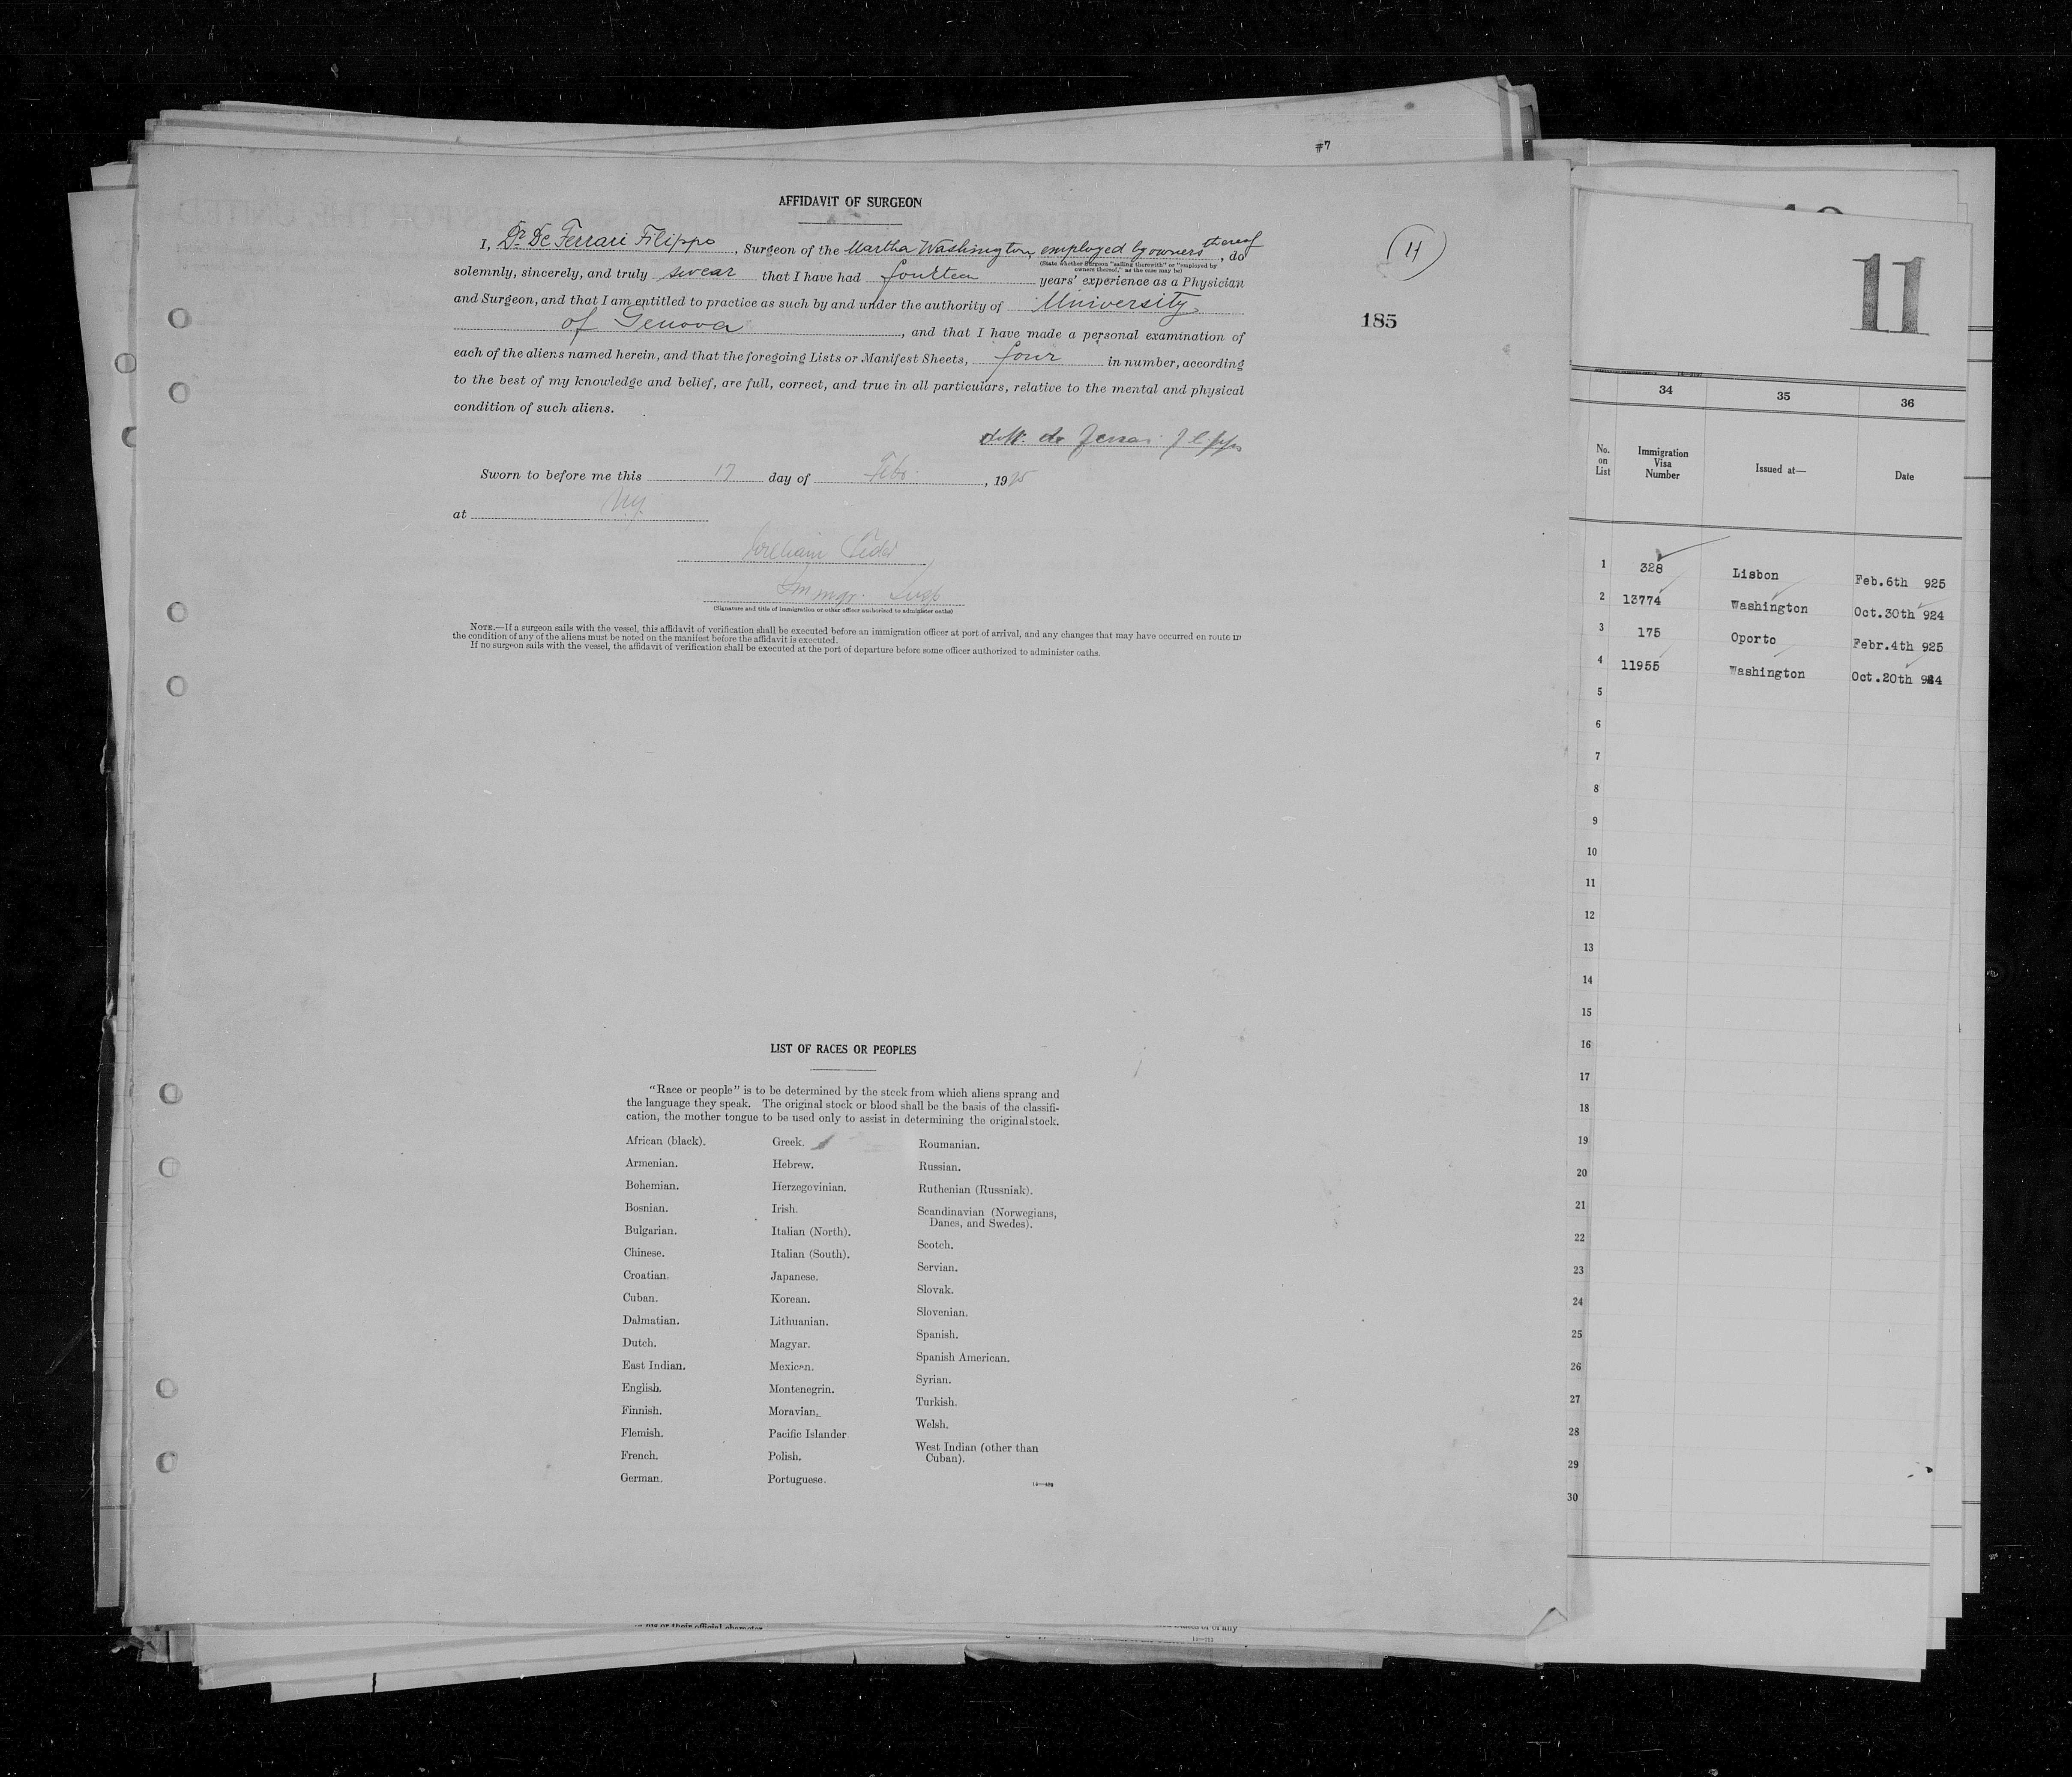 #7
AFFIDAVIT OF SURGEON
I, Dr. De Ferrari Filippo, Surgeon of the Martha Washington, employed by owners thereof, do
(State whether Surgeon "sailing therewith" or "employed by
owners thereof," as the case may be)
solemnly, sincerely, and truly swear that I have had fourteen years' experience as a Physician
and Surgeon, and that I am entitled to practice as such by and under the authority of University
of Genova, and that I have made a personal examination of
each of the aliens named herein, and that the foregoing Lists or Manifest Sheets, four in number, according
to the best of my knowledge and belief, are full, correct, and true in all particulars, relative to the mental and physical
condition of such aliens.
11
185
Sworn to before me this 17 day of Feb, 1925
at N.Y.
William
Immgr. Insp
(Signature and title of immigration or other officer authorized to administer oaths)
NOTE.—If a surgeon sails with the vessel, this affidavit of verification shall be executed before an immigration officer at port of arrival, and any changes that may have occurred en route in
the condition of any of the aliens must be noted on the manifest before the affidavit is executed.
If no surgeon sails with the vessel, the affidavit of verification shall be executed at the port of departure before some officer authorized to administer oaths.
LIST OF RACES OR PEOPLES
"Race or people" is to be determined by the stock from which aliens sprang and
the language they speak. The original stock or blood shall be the basis of the classifi-
cation, the mother tongue to be used only to assist in determining the original stock.
African (black).
Armenian.
Bohemian.
Bosnian.
Bulgarian.
Chinese.
Croatian.
Cuban.
Dalmatian.
Dutch.
East Indian.
English.
Finnish.
Flemish.
French.
German.
Greek.
Hebrew.
Herzegovinian.
Irish.
Italian (North).
Italian (South).
Japanese.
Korean.
Lithuanian.
Magyar.
Mexican.
Montenegrin.
Moravian.
Pacific Islander
Polish.
Portuguese.
Roumanian.
Russian.
Ruthenian (Russniak).
Scandinavian (Norwegians,
Danes, and Swedes).
Scotch.
Servian.
Slovak.
Slovenian.
Spanish.
Spanish American.
Syrian.
Turkish.
Welsh.
West Indian (other than
Cuban).
11
34 35 36
No. on List Immigration Visa Number Issued at— Date
1 328 Lisbon Feb.6th 925
2 13774 Washington Oct.30th 924
3 175 Oporto Febr.4th 925
4 11955 Washington Oct.20th 924
5
6
7
8
9
10
11
12
13
14
15
16
17
18
19
20
21
22
23
24
25
26
27
28
29
30